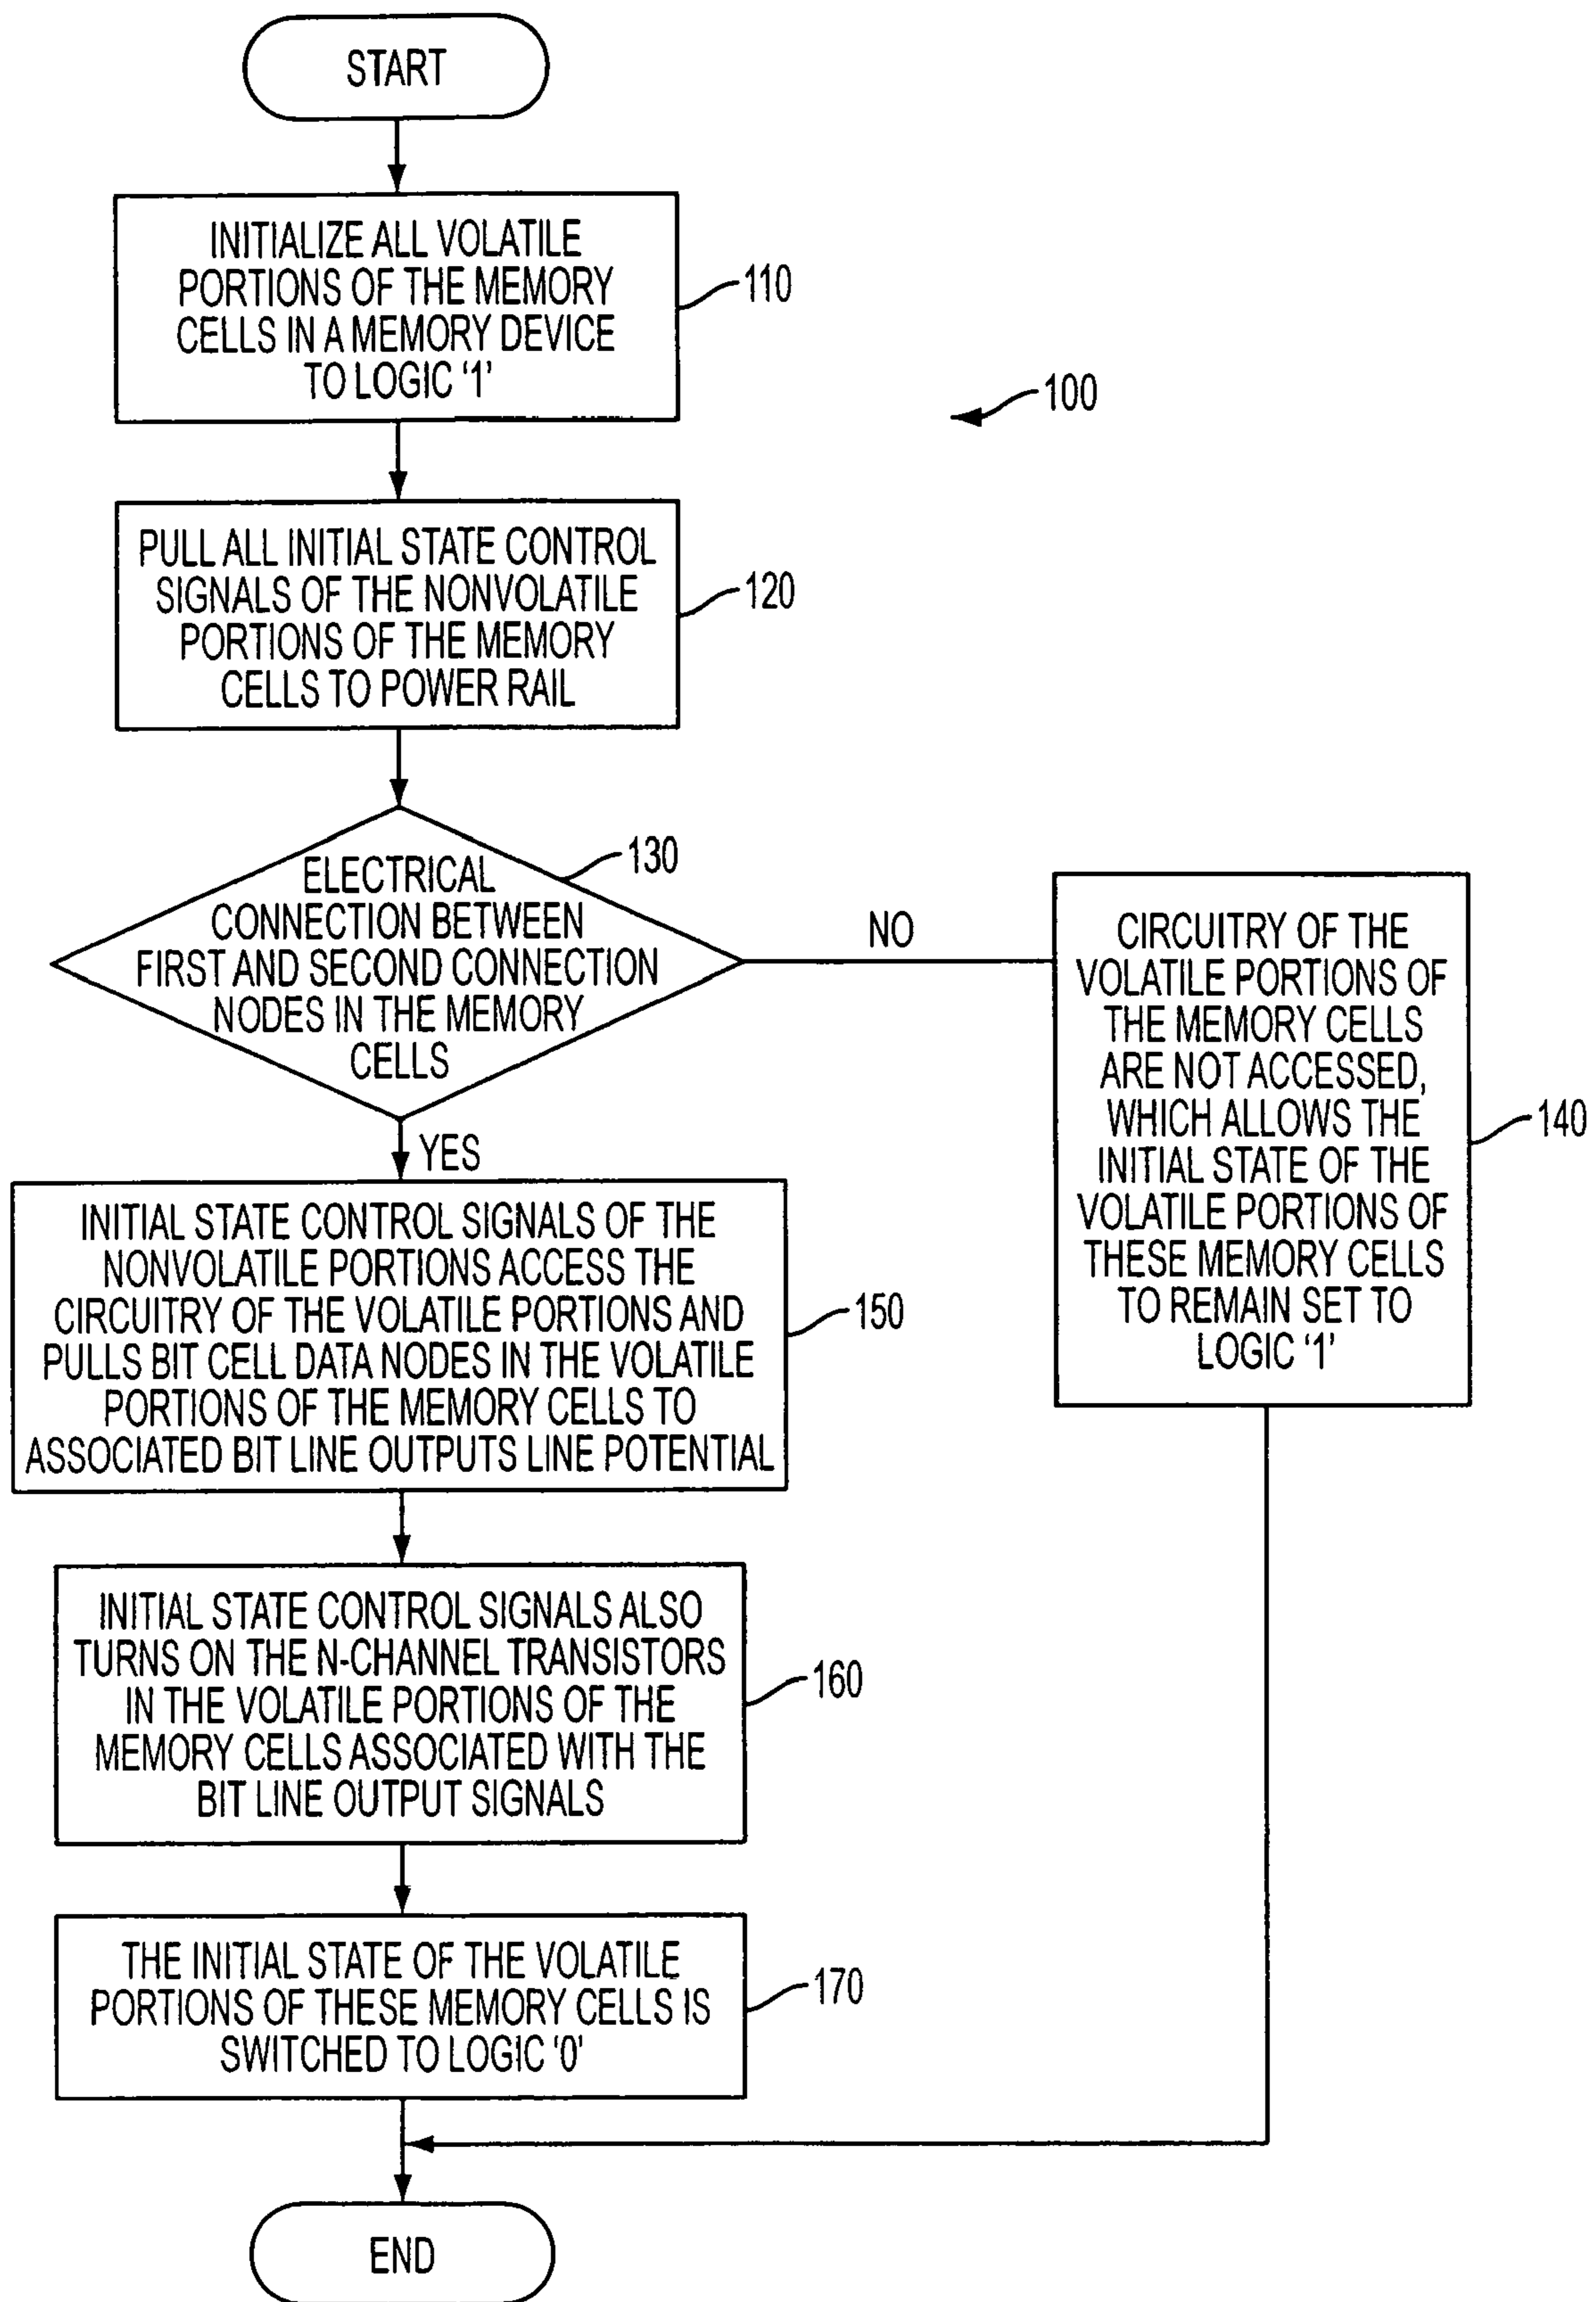 START
INITIALIZE ALL VOLATILE
PORTIONS OF THE MEMORY
CELLS IN A MEMORY DEVICE
TO LOGIC '1'
110
100
PULL ALL INITIAL STATE CONTROL
SIGNALS OF THE NONVOLATILE
PORTIONS OF THE MEMORY
CELLS TO POWER RAIL
120
ELECTRICAL
CONNECTION BETWEEN
FIRST AND SECOND CONNECTION
NODES IN THE MEMORY
CELLS
130
NO
CIRCUITRY OF THE
VOLATILE PORTIONS OF
THE MEMORY CELLS
ARE NOT ACCESSED,
WHICH ALLOWS THE
INITIAL STATE OF THE
VOLATILE PORTIONS OF
THESE MEMORY CELLS
TO REMAIN SET TO
LOGIC '1'
140
YES
INITIAL STATE CONTROL SIGNALS OF THE
NONVOLATILE PORTIONS ACCESS THE
CIRCUITRY OF THE VOLATILE PORTIONS AND
PULLS BIT CELL DATA NODES IN THE VOLATILE
PORTIONS OF THE MEMORY CELLS TO
ASSOCIATED BIT LINE OUTPUTS LINE POTENTIAL
150
INITIAL STATE CONTROL SIGNALS ALSO
TURNS ON THE N-CHANNEL TRANSISTORS
IN THE VOLATILE PORTIONS OF THE
MEMORY CELLS ASSOCIATED WITH THE
BIT LINE OUTPUT SIGNALS
160
THE INITIAL STATE OF THE VOLATILE
PORTIONS OF THESE MEMORY CELLS IS
SWITCHED TO LOGIC '0'
170
END